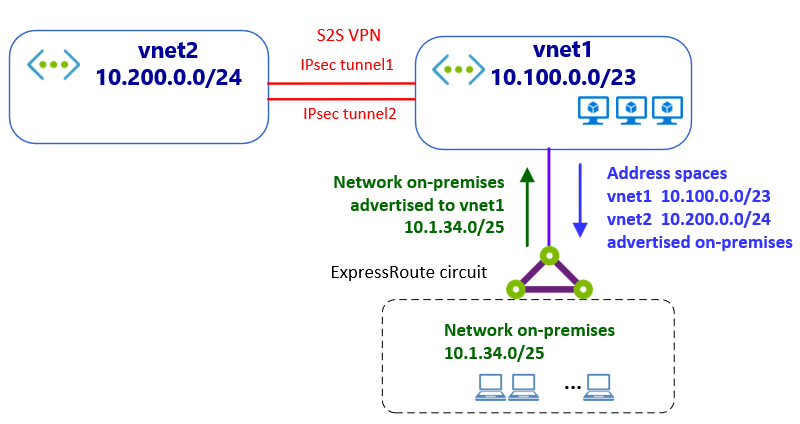 vnet2
10.200.0.0/24
S2S VPN
IPsec tunnel1
IPsec tunnel2
vnet1
10.100.0.0/23
Network on-premises
advertised to vnet1
10.1.34.0/25
Address spaces
vnet1 10.100.0.0/23
vnet2 10.200.0.0/24
advertised on-premises
ExpressRoute circuit
Network on-premises
10.1.34.0/25
...